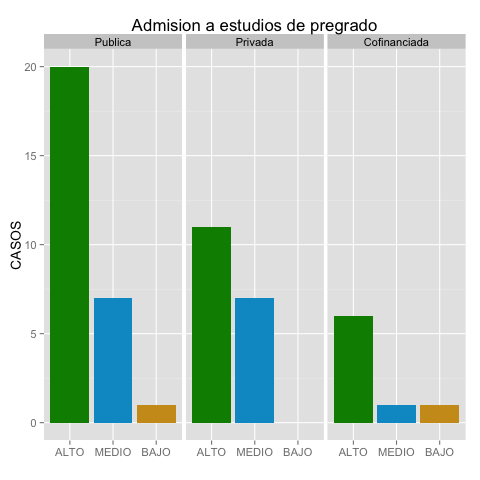 Admision a estudios de pregrado
Publica Privada Cofinanciada
20
15
10
5
0
CASOS
ALTO MEDIO BAJO ALTO MEDIO BAJO ALTO MEDIO BAJO